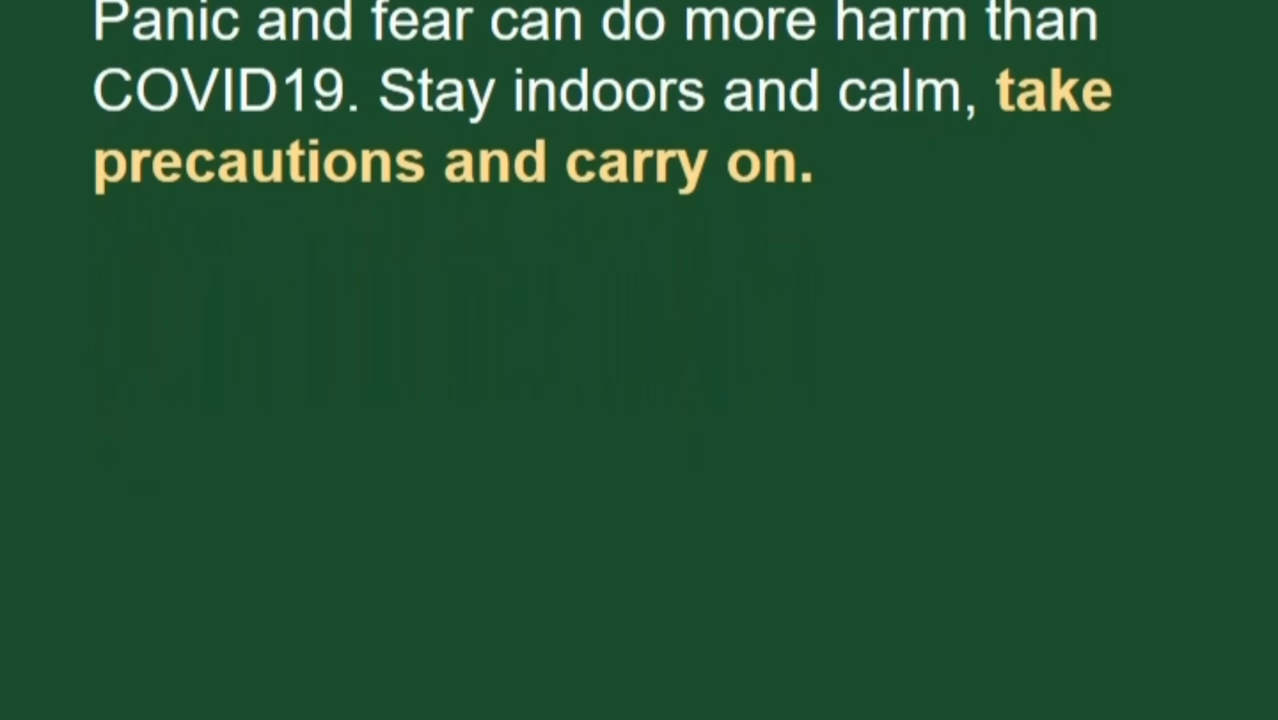 Panic and fear can do more harm than
COVID19. Stay indoors and calm, take
precautions and carry on.